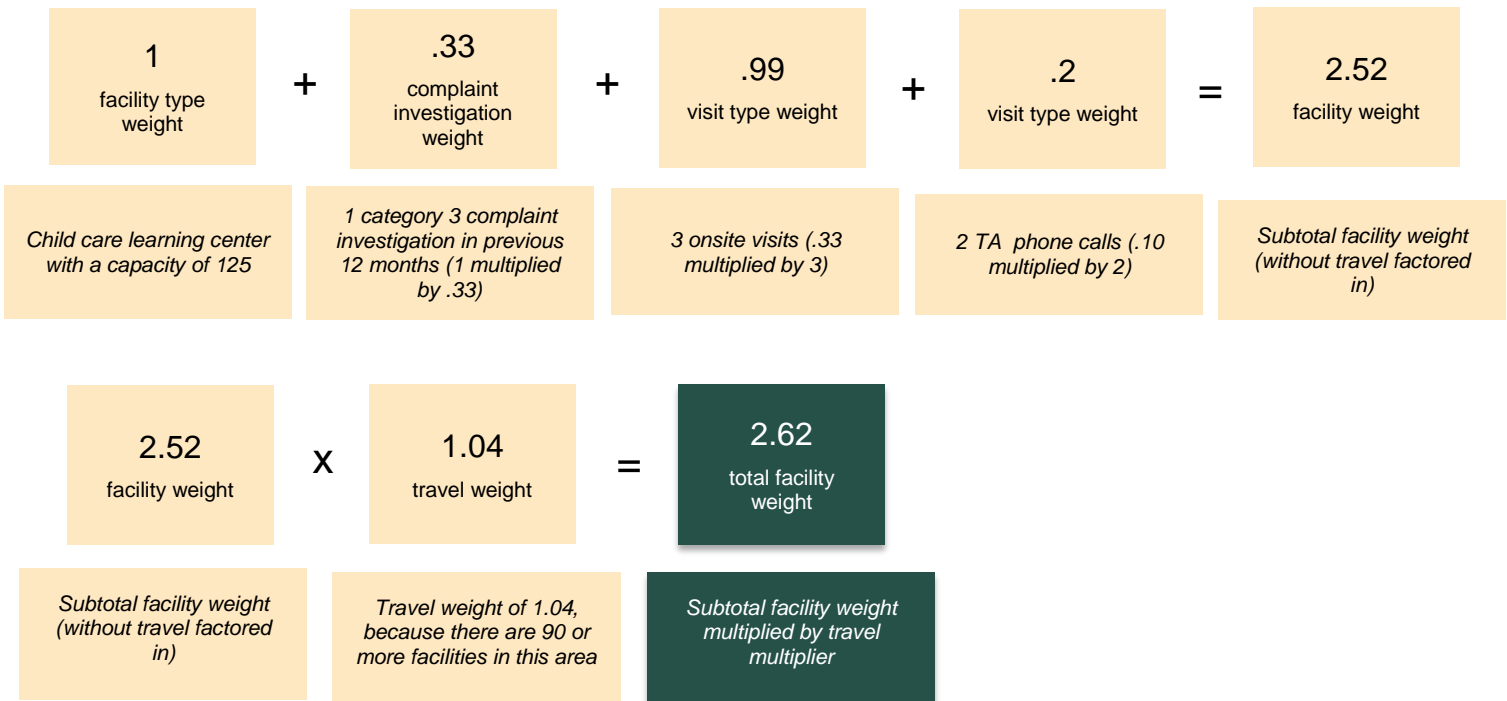 1
facility type
weight
+
.33
complaint
investigation
weight
+
.99
visit type weight
+
.2
visit type weight
=
2.52
facility weight
Child care learning center
with a capacity of 125
1 category 3 complaint
investigation in previous
12 months (1 multiplied
by .33)
3 onsite visits (.33
multiplied by 3)
2 TA  phone calls (.10
multiplied by 2)
Subtotal facility weight
(without travel factored
in)
2.52
facility weight
x
1.04
travel weight
=
2.62
total facility
weight
Subtotal facility weight
(without travel factored
in)
Travel weight of 1.04,
because there are 90 or
more facilities in this area
Subtotal facility weight
multiplied by travel
multiplier